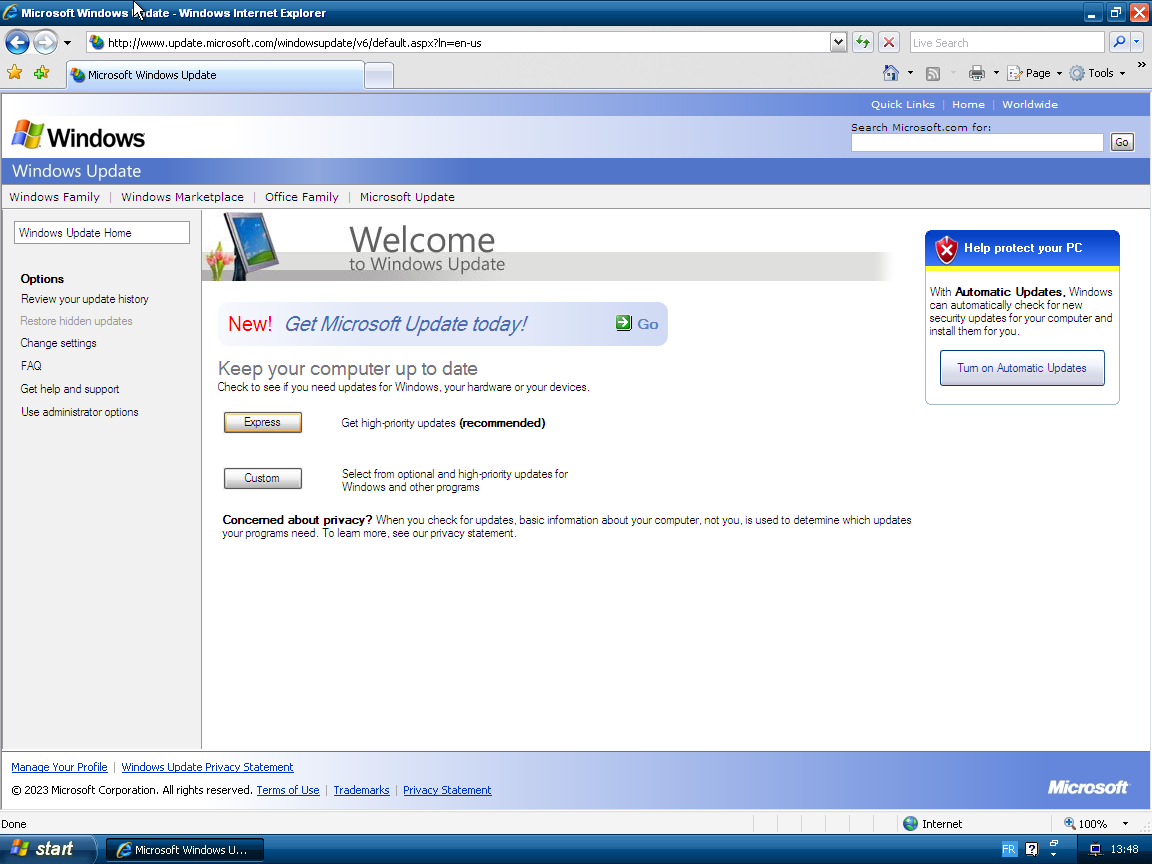 Microsoft Windows Update - Windows Internet Explorer
http://www.update.microsoft.com/windowsupdate/v6/default.aspx?ln=en-us
Live Search
Microsoft Windows Update
Page
Tools
Quick Links | Home | Worldwide
Windows
Search Microsoft.com for:
Go
Windows Update
Windows Family | Windows Marketplace | Office Family | Microsoft Update
Windows Update Home
Options
Review your update history
Restore hidden updates
Change settings
FAQ
Get help and support
Use administrator options
Welcome
to Windows Update
New! Get Microsoft Update today! Go
Keep your computer up to date
Check to see if you need updates for Windows, your hardware or your devices.
Express
Get high-priority updates (recommended)
Custom
Select from optional and high-priority updates for
Windows and other programs
Concerned about privacy? When you check for updates, basic information about your computer, not you, is used to determine which updates
your programs need. To learn more, see our privacy statement.
Help protect your PC
With Automatic Updates, Windows
can automatically check for new
security updates for your computer and
install them for you.
Turn on Automatic Updates
Manage Your Profile | Windows Update Privacy Statement
© 2023 Microsoft Corporation. All rights reserved. Terms of Use | Trademarks | Privacy Statement
Microsoft
Done
Internet
100%
start
Microsoft Windows U...
FR
13:48